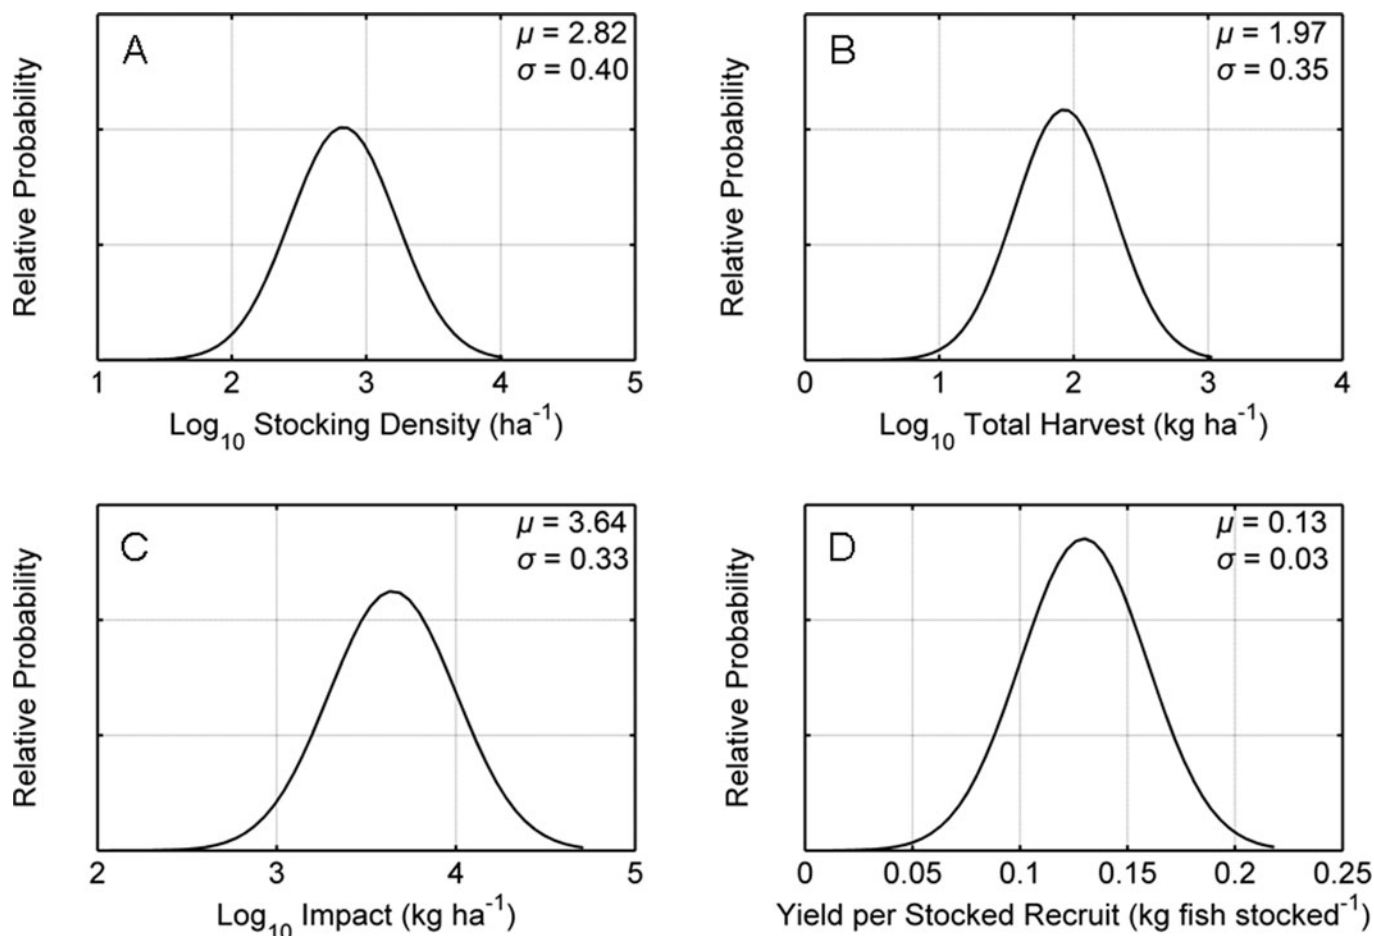 A
μ = 2.82
σ = 0.40
Relative Probability
1 2 3 4 5
Log10 Stocking Density (ha-1)
B
μ = 1.97
σ = 0.35
Relative Probability
0 1 2 3 4
Log10 Total Harvest (kg ha-1)
C
μ = 3.64
σ = 0.33
Relative Probability
2 3 4 5
Log10 Impact (kg ha-1)
D
μ = 0.13
σ = 0.03
Relative Probability
0 0.05 0.1 0.15 0.2 0.25
Yield per Stocked Recruit (kg fish stocked-1)